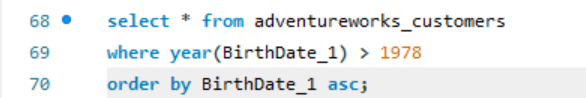 68 select * from adventureworks_customers
69 where year(BirthDate_1) > 1978
70 order by BirthDate_1 asc;